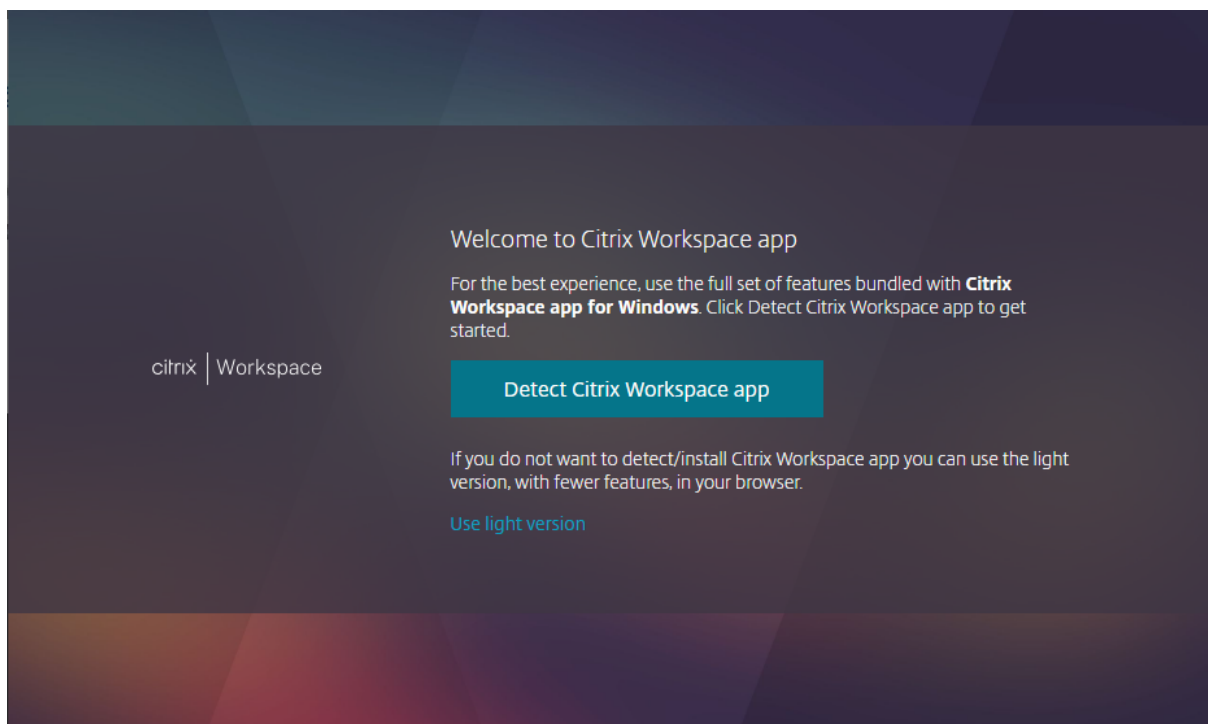 Welcome to Citrix Workspace app
For the best experience, use the full set of features bundled with Citrix
Workspace app for Windows. Click Detect Citrix Workspace app to get
started.
citrix | Workspace
Detect Citrix Workspace app
If you do not want to detect/install Citrix Workspace app you can use the light
version, with fewer features, in your browser.
Use light version